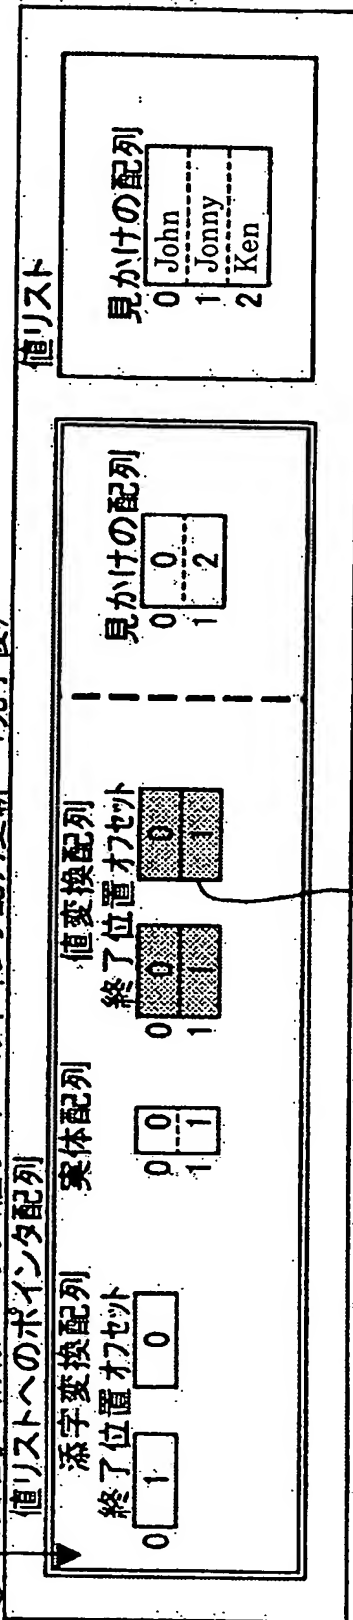 値リストへのポインタ配列
添字変換配列
終了位置 オフセット
0 1 0
実体配列
0 0
1 1
値変換配列
終了位置 オフセット
0 0 0
1 1 1
見かけの配列
0 0
1 2
値リスト
見かけの配列
0 John
1 Jonny
2 Ken